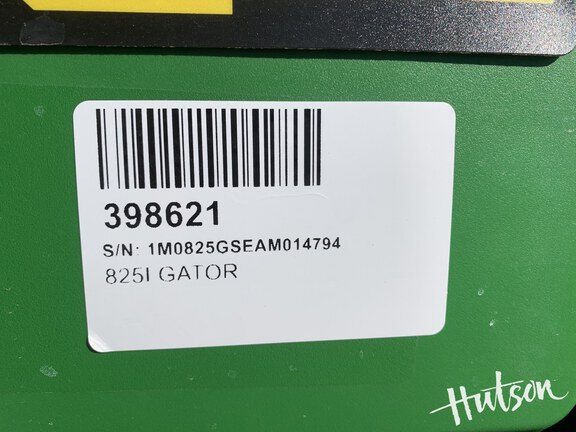 398621
S/N: 1M0825GSEAM014794
825I GATOR
Hutson